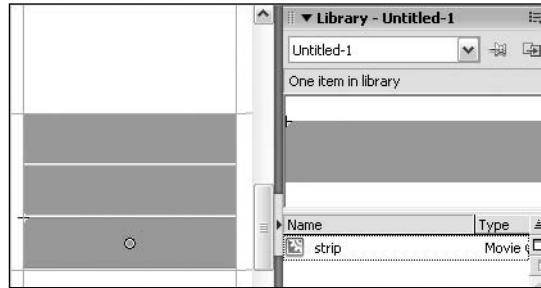 Library - Untitled-1
Untitled-1
One item in library
Name Type
strip Movie